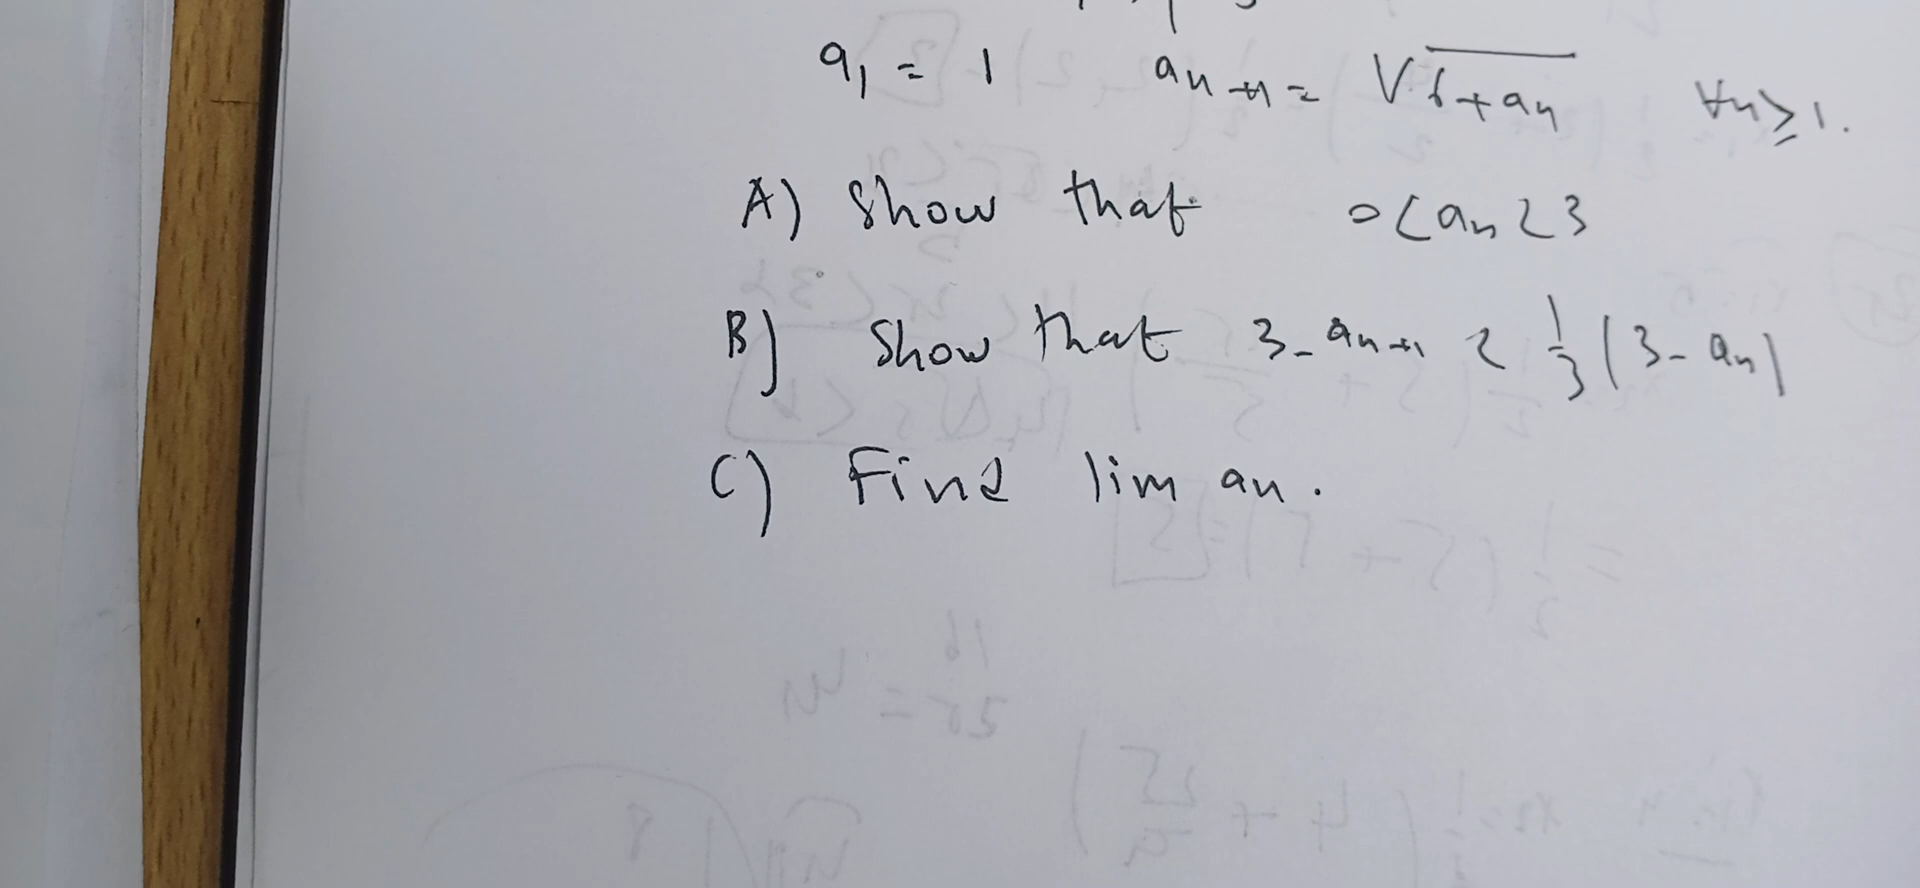 a₁ = 1 aₙ₊₁ = √6+aₙ ∀n≥1.
A) Show that 0<aₙ<3
B) Show that 3-aₙ₊₁ < 1/3 (3-aₙ)
C) Find lim aₙ.